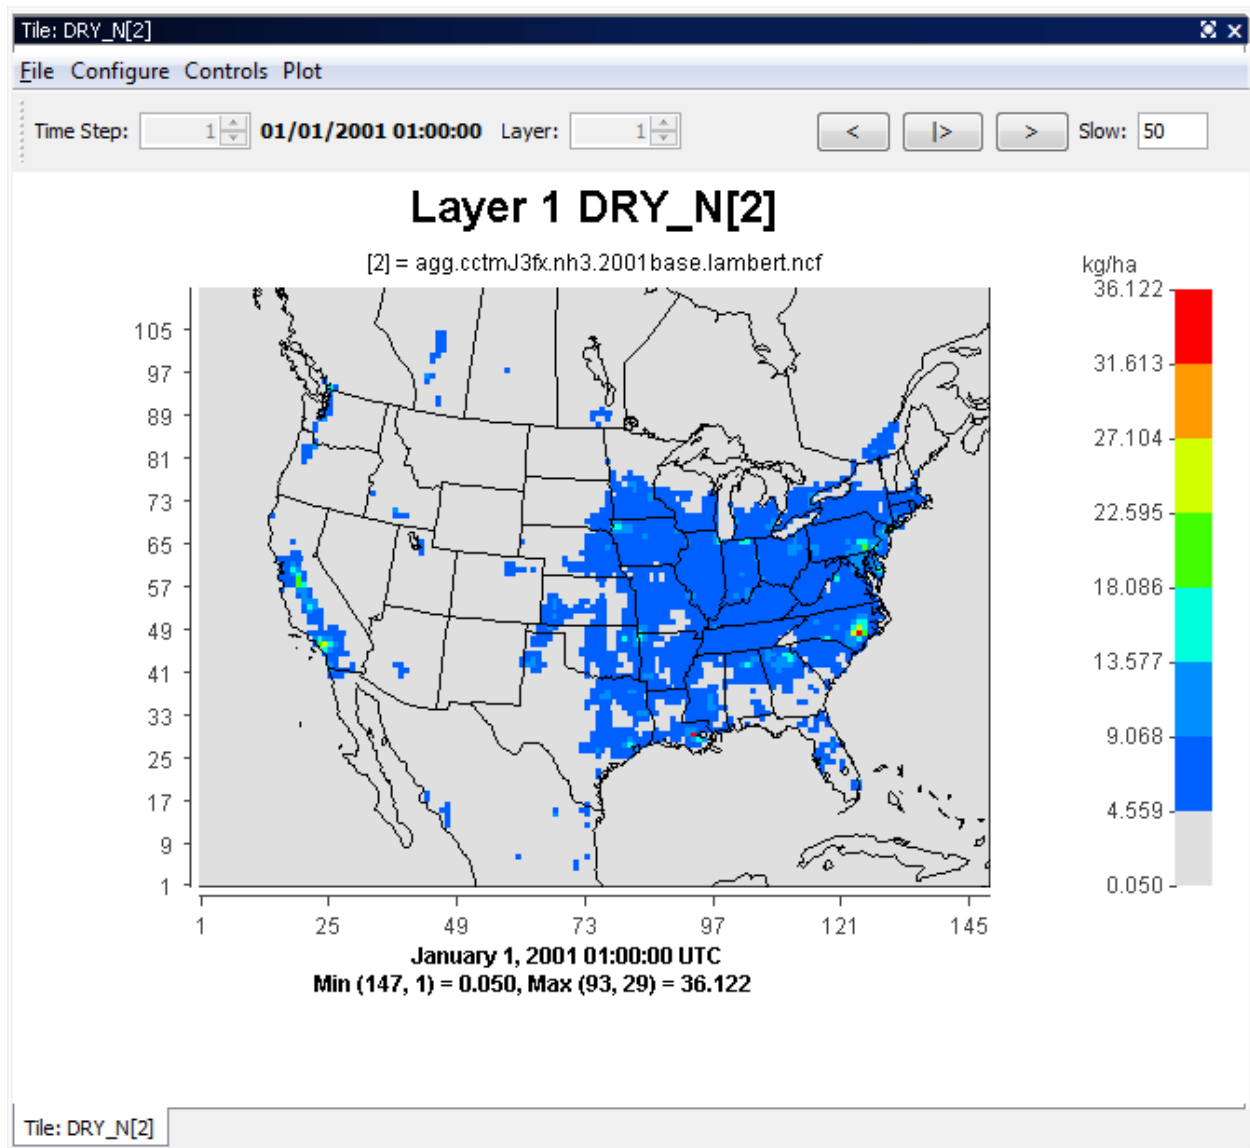 Tile: DRY_N[2]
File Configure Controls Plot
Time Step: 1 01/01/2001 01:00:00 Layer: 1 < |> > Slow: 50
Layer 1 DRY_N[2]
[2] = agg.cctmJ3fx.nh3.2001base.lambert.ncf
kg/ha
36.122
31.613
27.104
22.595
18.086
13.577
9.068
4.559
0.050
105
97
89
81
73
65
57
49
41
33
25
17
9
1
1 25 49 73 97 121 145
January 1, 2001 01:00:00 UTC
Min (147, 1) = 0.050, Max (93, 29) = 36.122
Tile: DRY_N[2]